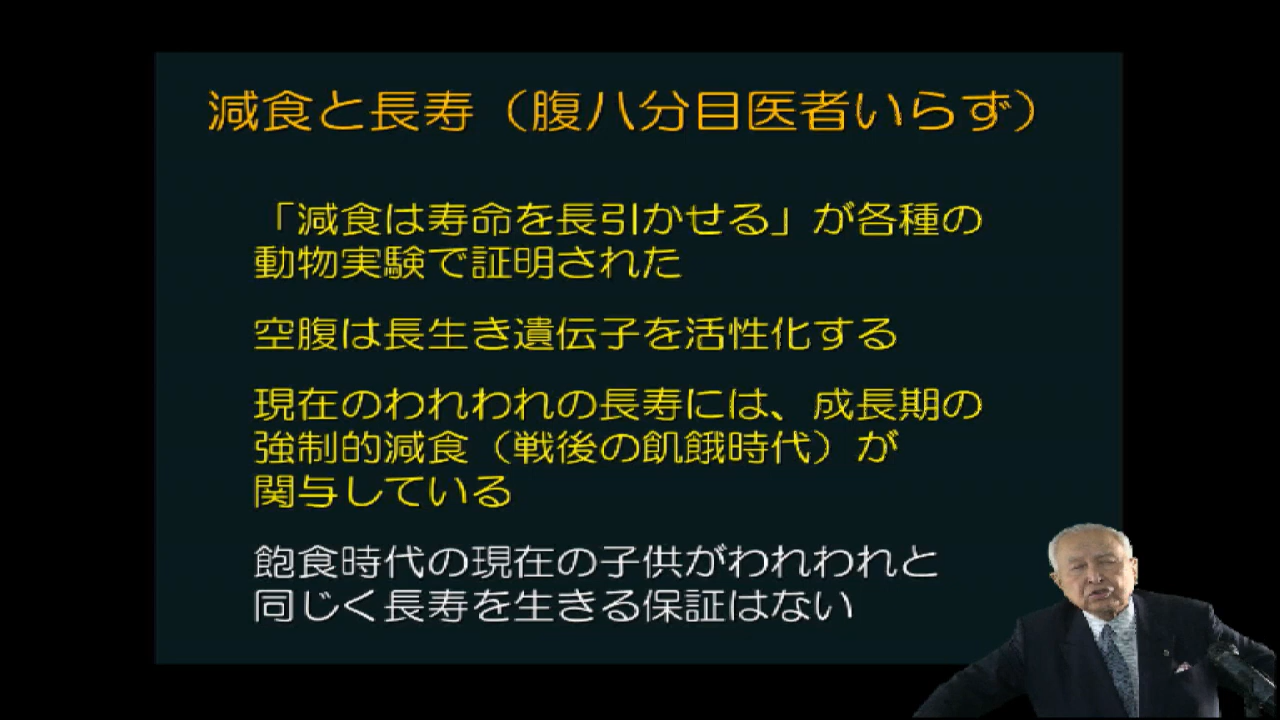 減食と長寿（腹八分目医者いらず）
「減食は寿命を長引かせる」が各種の
動物実験で証明された
空腹は長生き遺伝子を活性化する
現在のわれわれの長寿には、成長期の
強制的減食（戦後の飢餓時代）が
関与している
飽食時代の現在の子供がわれわれと
同じく長寿を生きる保証はない